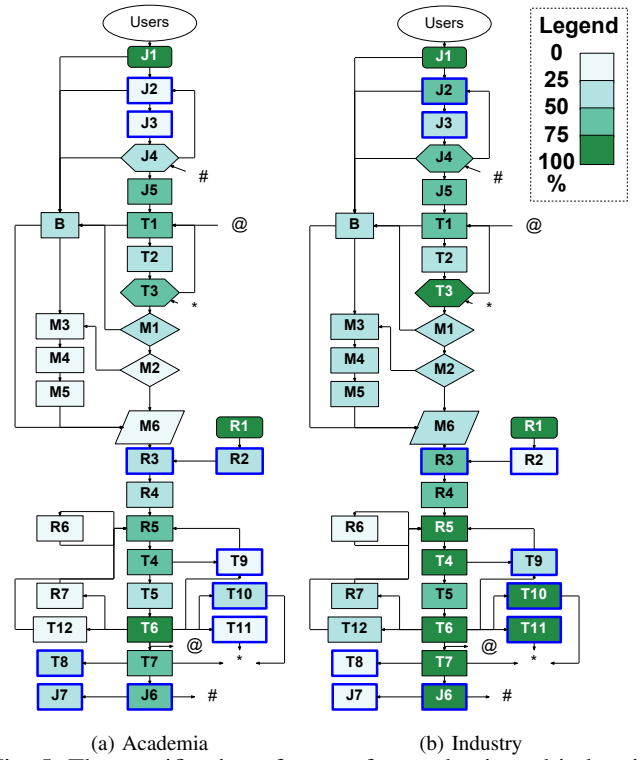 Users
J1
J2
J3
J4
#
J5
B
T1
@
T2
T3
*
M3
M1
M4
M2
M5
M6
R1
R3
R2
R4
R6
R5
T4
T9
R7
T5
T10
T12
T6
T11
@
T8
T7
*
J7
J6
#
(a) Academia
Users
J1
J2
J3
J4
#
J5
B
T1
@
T2
T3
*
M3
M1
M4
M2
M5
M6
R1
R3
R2
R4
R6
R5
T4
T9
R7
T5
T10
T12
T6
T11
@
T8
T7
*
J7
J6
#
(b) Industry
Legend
0
25
50
75
100
%